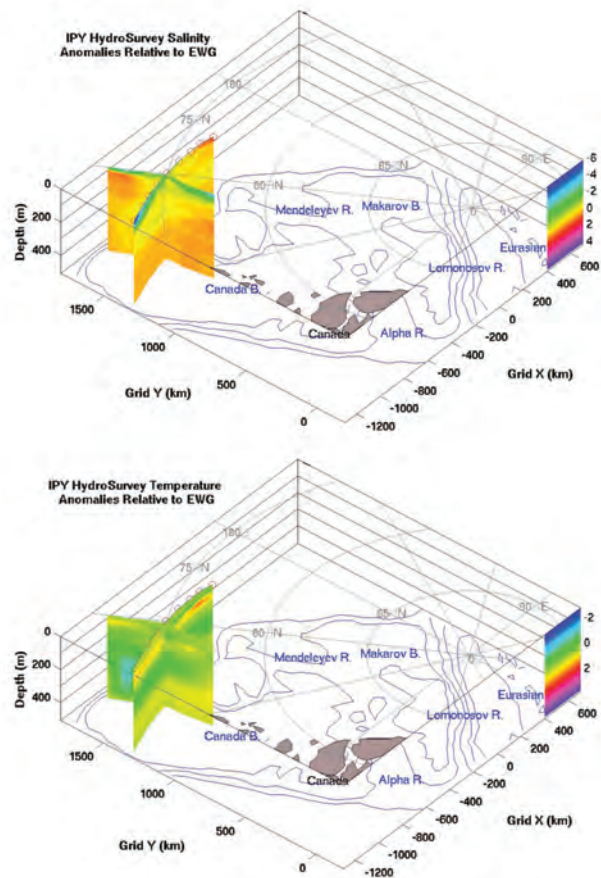 IPY HydroSurvey Salinity
Anomalies Relative to EWG
180
75 N
80 N
85 N
90 E
0
Mendeleyev R.
Makarov B.
Eurasian
Lomonosov R.
Canada B.
Canada
Alpha R.
Depth (m)
0
200
400
1500
1000
500
0
Grid Y (km)
-1200
-1000
-800
-600
-400
-200
0
200
400
600
Grid X (km)
-6
-4
-2
0
2
4
IPY HydroSurvey Temperature
Anomalies Relative to EWG
180
75 N
80 N
85 N
90 E
0
Mendeleyev R.
Makarov B.
Eurasian
Lomonosov R.
Canada B.
Canada
Alpha R.
Depth (m)
0
200
400
1500
1000
500
0
Grid Y (km)
-1200
-1000
-800
-600
-400
-200
0
200
400
600
Grid X (km)
-2
0
2